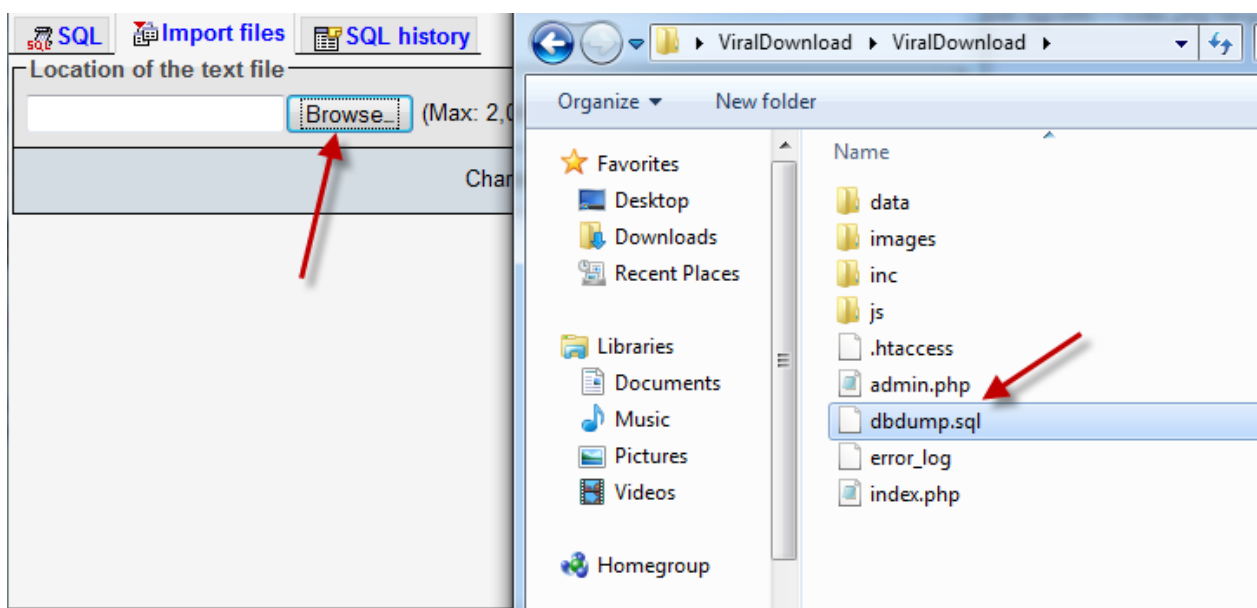 SQL Import files SQL history
Location of the text file
Browse... (Max: 2,0
Char
ViralDownload ViralDownload
Organize New folder
Favorites
Desktop
Downloads
Recent Places
Libraries
Documents
Music
Pictures
Videos
Homegroup
Name
data
images
inc
js
.htaccess
admin.php
dbdump.sql
error_log
index.php